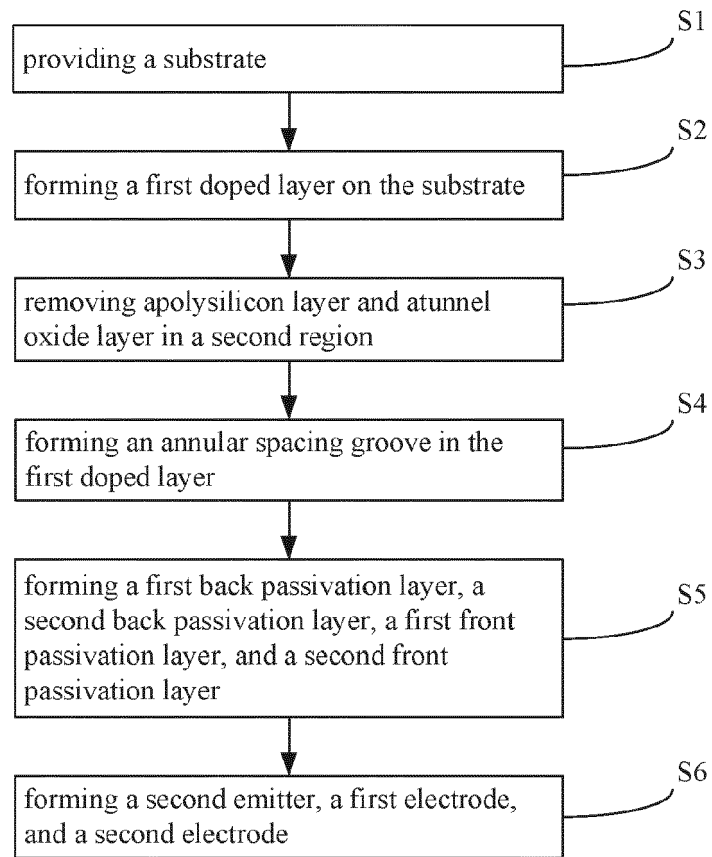 S1
providing a substrate
S2
forming a first doped layer on the substrate
S3
removing apolysilicon layer and atunnel
oxide layer in a second region
S4
forming an annular spacing groove in the
first doped layer
S5
forming a first back passivation layer, a
second back passivation layer, a first front
passivation layer, and a second front
passivation layer
S6
forming a second emitter, a first electrode,
and a second electrode